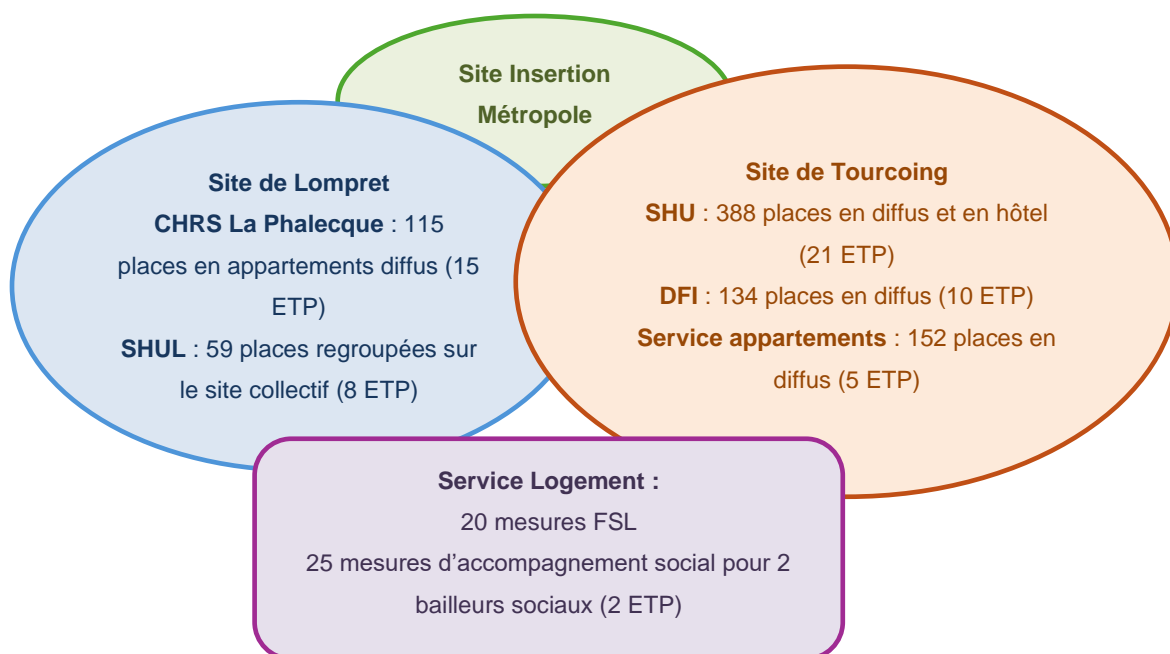 Site Insertion
Métropole
Site de Lompret
CHRS La Phalecque : 115
places en appartements diffus (15
ETP)
SHUL : 59 places regroupées sur
le site collectif (8 ETP)
Site de Tourcoing
SHU : 388 places en diffus et en hôtel
(21 ETP)
DFI : 134 places en diffus (10 ETP)
Service appartements : 152 places en
diffus (5 ETP)
Service Logement :
20 mesures FSL
25 mesures d’accompagnement social pour 2
bailleurs sociaux (2 ETP)